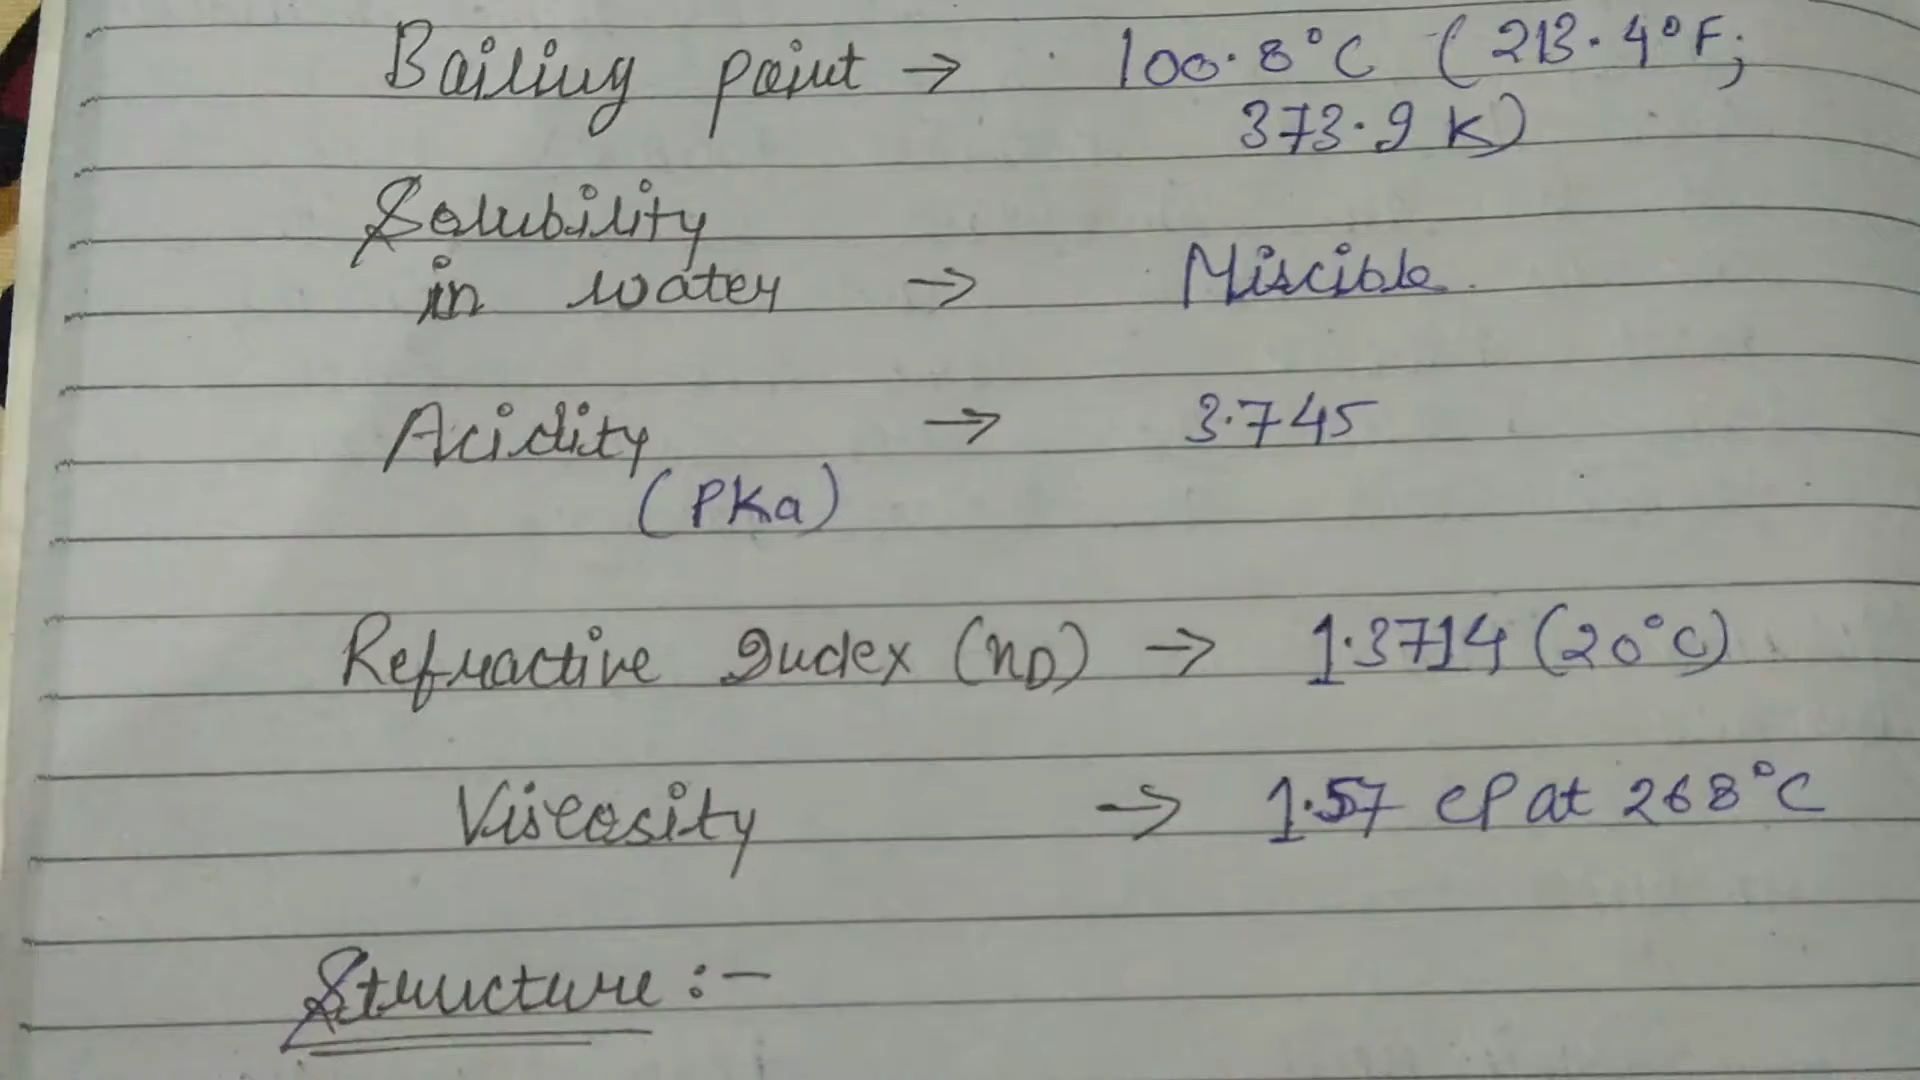 Boiling point → 100.8°C (213.4°F;
373.9 K)
Solubility
in water → Miscible.
Acidity → 3.745
(PKa)
Refractive Index (nD) → 1.3714 (20°C)
Viscosity → 1.57 cP at 268°C
Structure :-